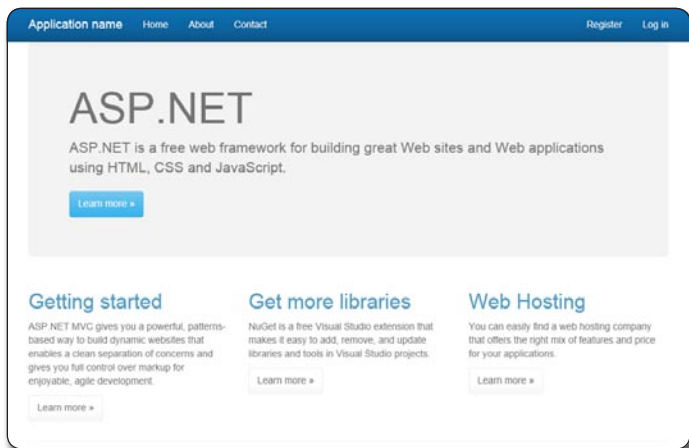 Application name Home About Contact Register Log in
ASP.NET
ASP.NET is a free web framework for building great Web sites and Web applications
using HTML, CSS and JavaScript.
Learn more »
Getting started
ASP.NET MVC gives you a powerful, patterns-
based way to build dynamic websites that
enables a clean separation of concerns and
gives you full control over markup for
enjoyable, agile development.
Learn more »
Get more libraries
NuGet is a free Visual Studio extension that
makes it easy to add, remove, and update
libraries and tools in Visual Studio projects.
Learn more »
Web Hosting
You can easily find a web hosting company
that offers the right mix of features and price
for your applications.
Learn more »